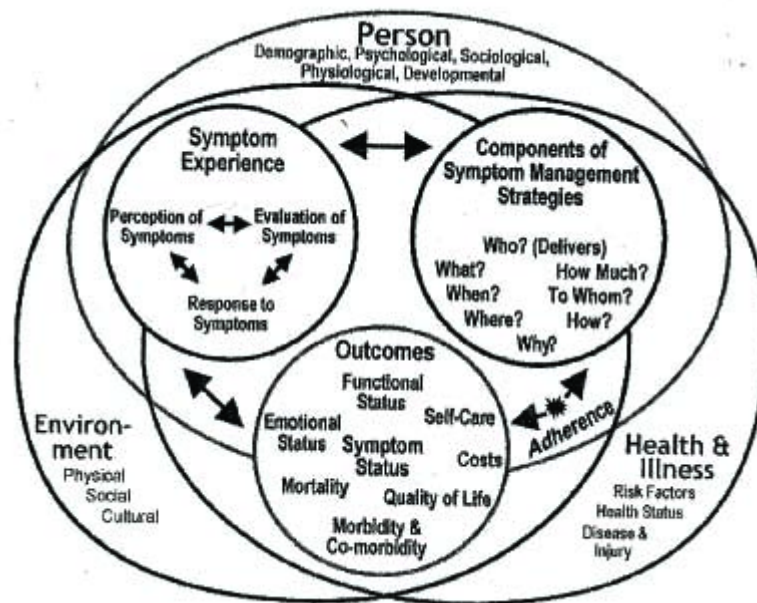 Person
Demographic, Psychological, Sociological,
Physiological, Developmental
Symptom
Experience
Perception of
Symptoms
Evaluation of
Symptoms
Response to
Symptoms
Components of
Symptom Management
Strategies
Who? (Delivers)
What?
How Much?
When?
To Whom?
Where?
How?
Why?
Outcomes
Functional
Status
Emotional
Status
Self-Care
Symptom
Status
Costs
Mortality
Quality of Life
Morbidity &
Co-morbidity
Adherence
Environ-
ment
Physical
Social
Cultural
Health &
Illness
Risk Factors
Health Status
Disease &
Injury